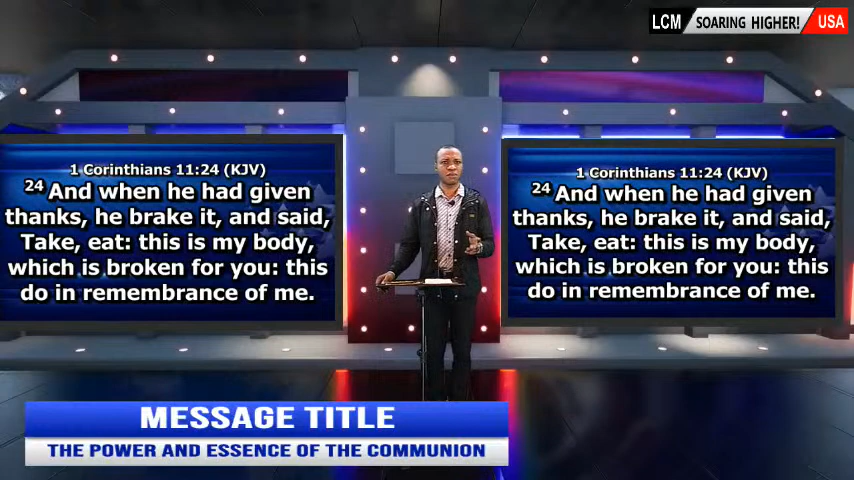 LCM SOARING HIGHER! USA
1 Corinthians 11:24 (KJV)
24 And when he had given
thanks, he brake it, and said,
Take, eat: this is my body,
which is broken for you: this
do in remembrance of me.
1 Corinthians 11:24 (KJV)
24 And when he had given
thanks, he brake it, and said,
Take, eat: this is my body,
which is broken for you: this
do in remembrance of me.
MESSAGE TITLE
THE POWER AND ESSENCE OF THE COMMUNION